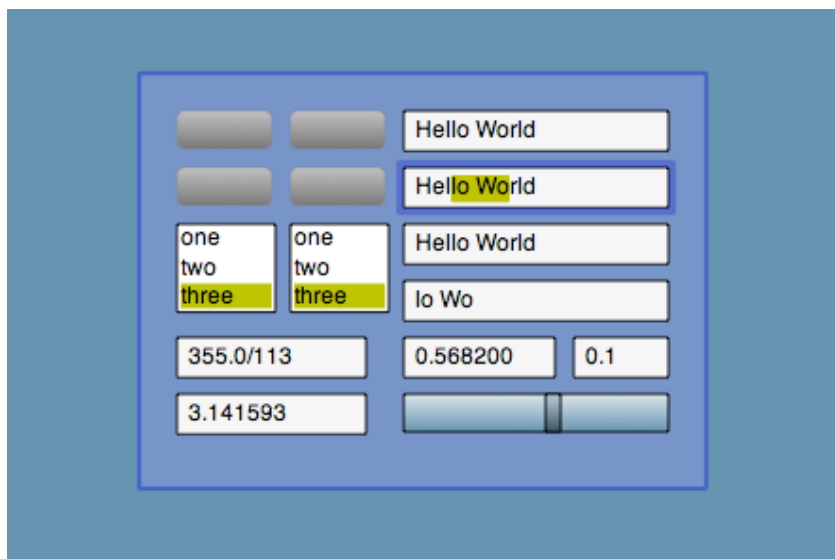 Hello World
Hello World
one
two
three
one
two
three
Hello World
lo Wo
355.0/113
0.568200
0.1
3.141593